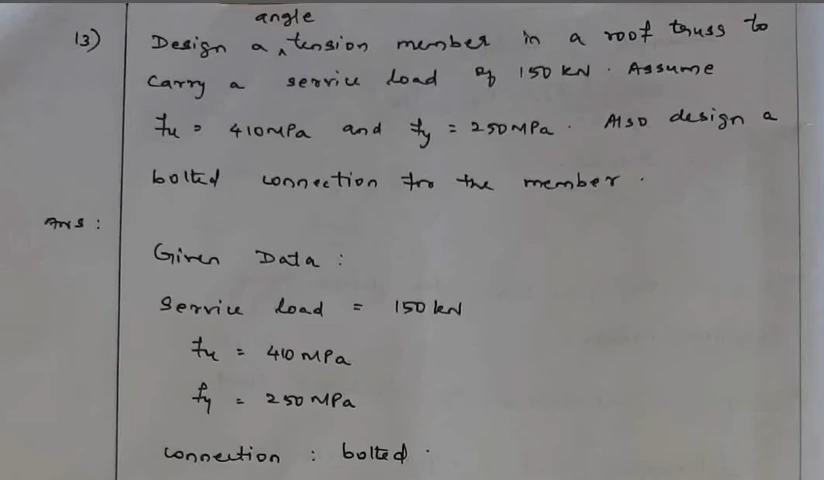 angle
13) Design a ^ tension member in a roof truss to
carry a service load of 150 kN. Assume
fu = 410 MPa and fy = 250 MPa. Also design a
bolted connection for the member.
Ans :
Given Data :
Service load = 150 kN
fu = 410 MPa
fy = 250 MPa
connection : bolted.